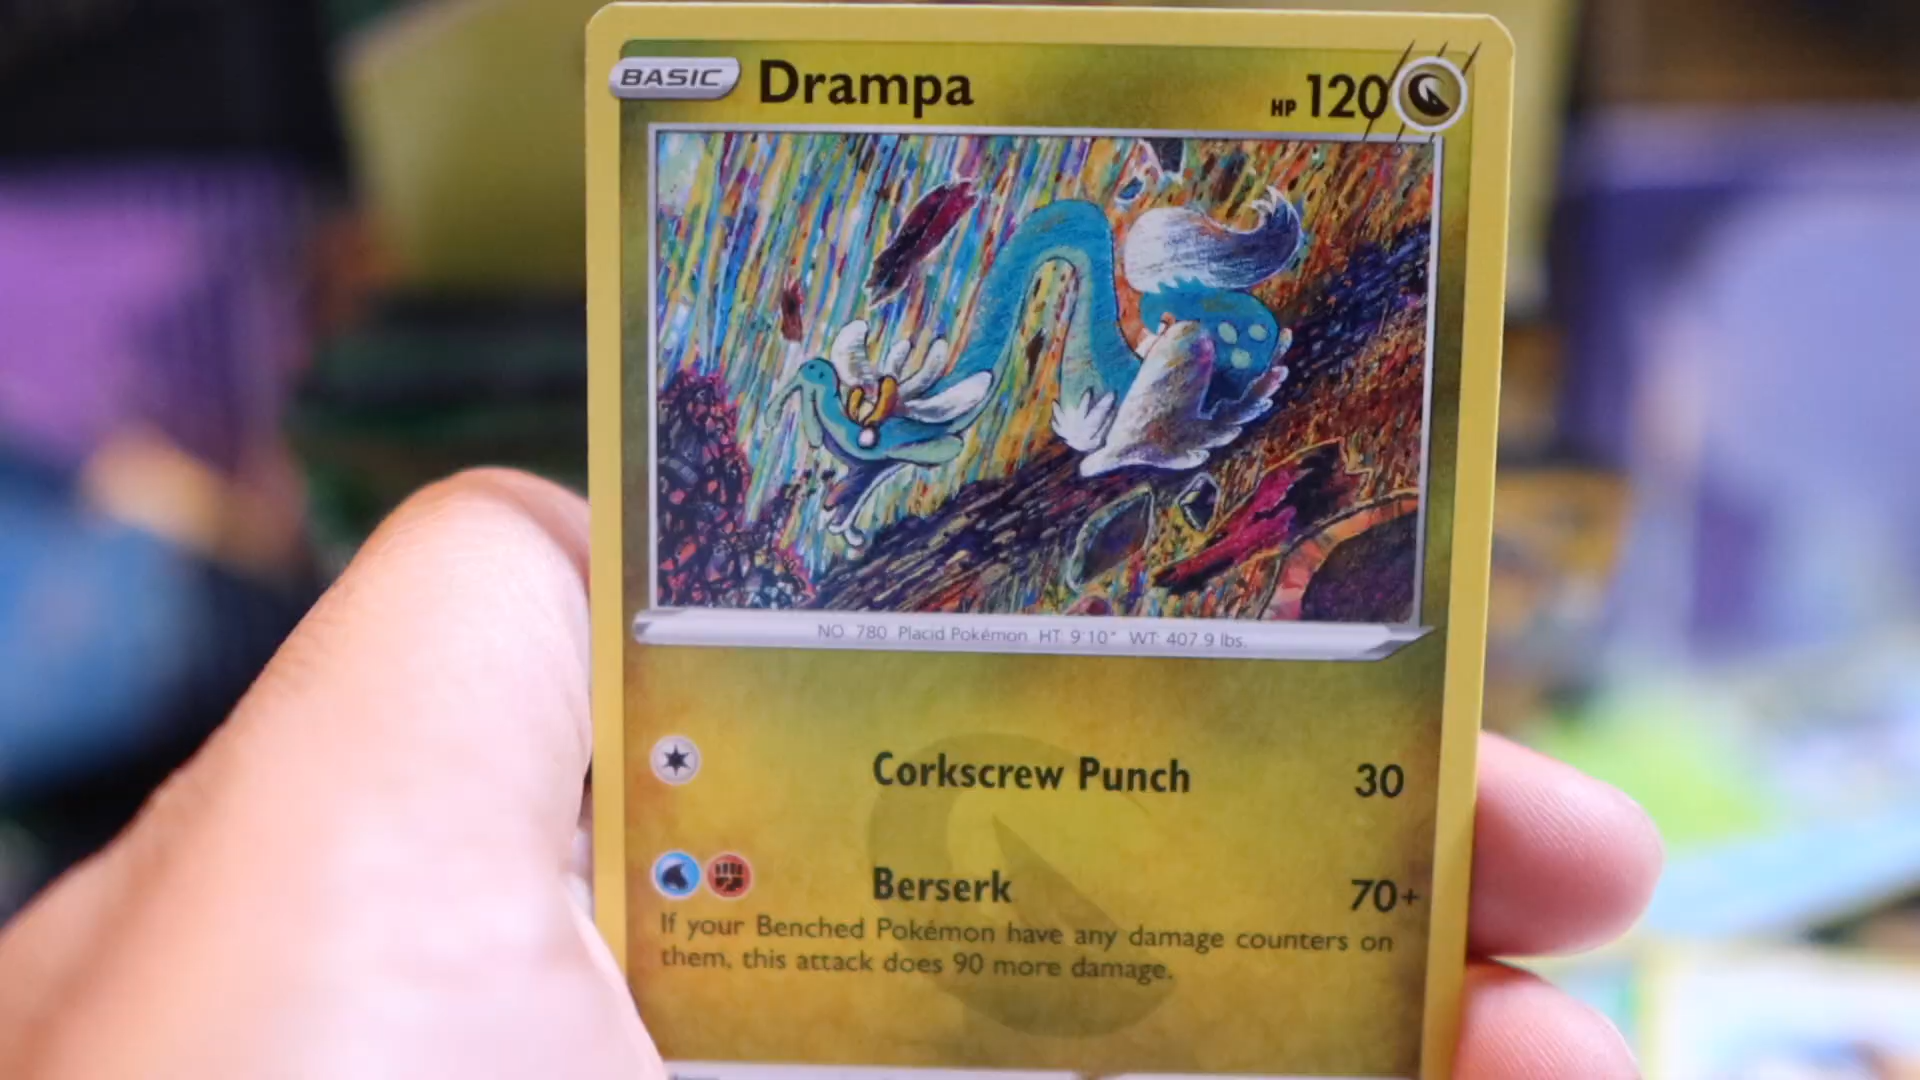 BASIC Drampa HP 120
NO. 780 Placid Pokémon HT: 9'10" WT: 407.9 lbs.
Corkscrew Punch 30
Berserk 70+
If your Benched Pokémon have any damage counters on
them, this attack does 90 more damage.